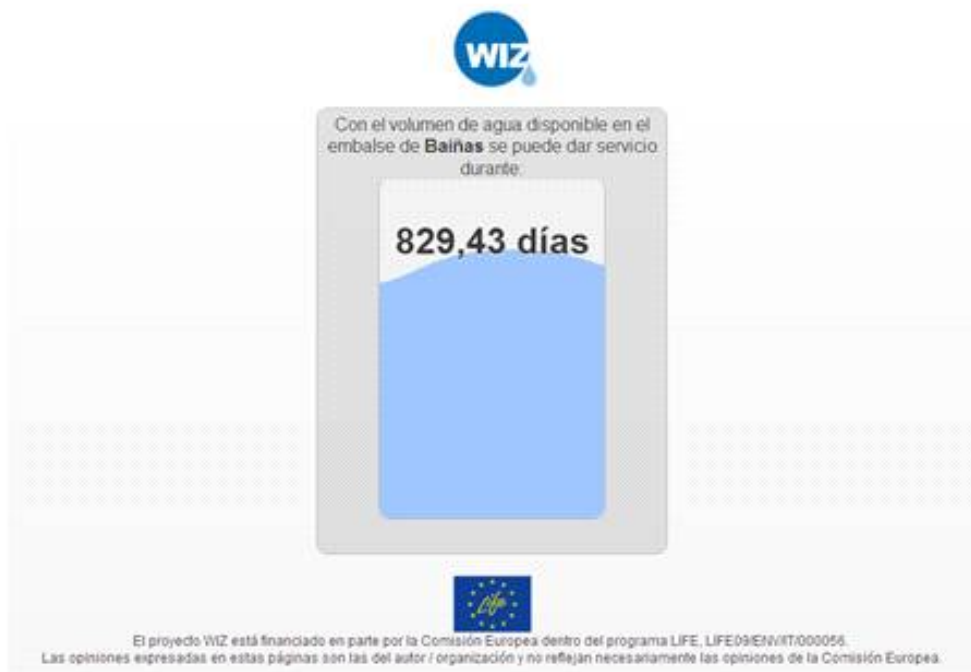 WIZ
Con el volumen de agua disponible en el
embalse de Baiñas se puede dar servicio
durante:
829,43 días
Life
El proyecto WIZ está financiado en parte por la Comisión Europea dentro del programa LIFE, LIFE09/ENV/IT/000056.
Las opiniones expresadas en estas páginas son las del autor / organización y no reflejan necesariamente las opiniones de la Comisión Europea.